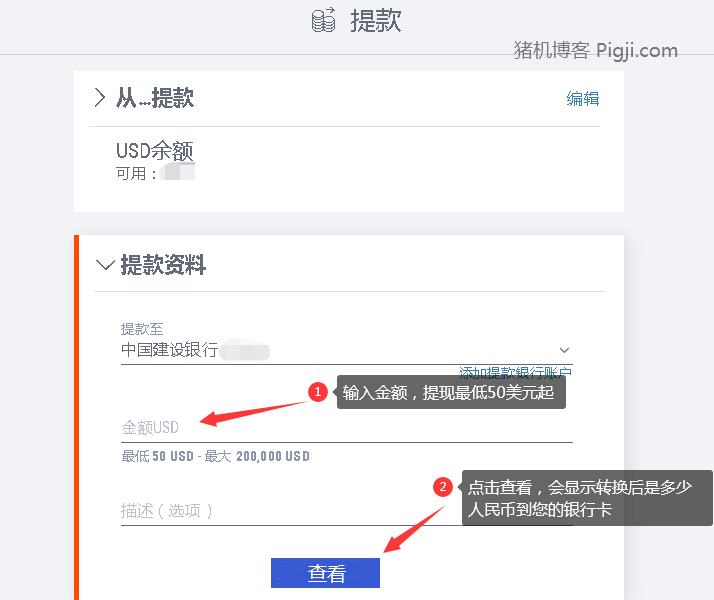 提款
猪机博客 Pigji.com
从...提款
编辑
USD余额
可用：
提款资料
提款至
中国建设银行
添加提款银行账户
1 输入金额，提现最低50美元起
金额USD
最低 50 USD - 最大 200,000 USD
2 点击查看，会显示转换后是多少
人民币到您的银行卡
描述（选项）
查看